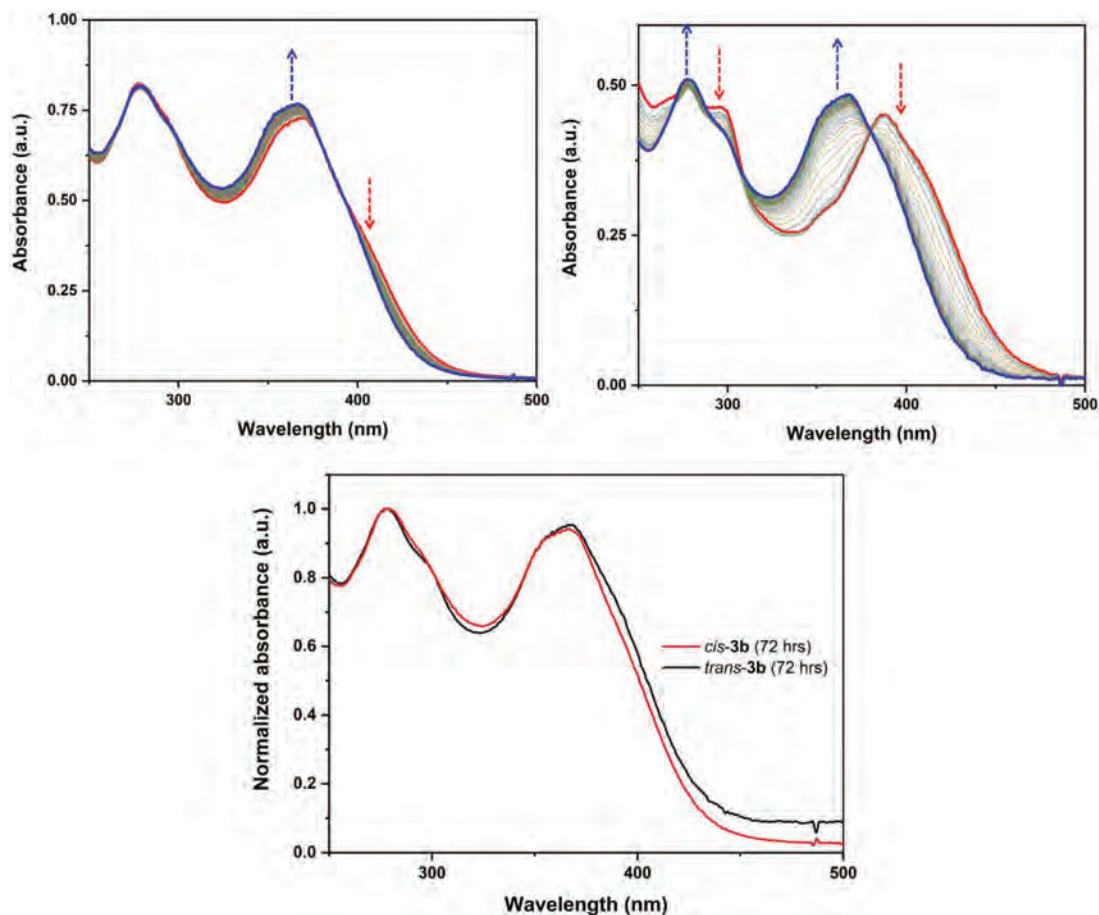 1.00
0.75
0.50
0.25
0.00
Absorbance (a.u.)
300
400
500
Wavelength (nm)
0.50
0.25
0.00
Absorbance (a.u.)
300
400
500
Wavelength (nm)
1.0
0.8
0.6
0.4
0.2
0.0
Normalized absorbance (a.u.)
cis-3b (72 hrs)
trans-3b (72 hrs)
300
400
500
Wavelength (nm)